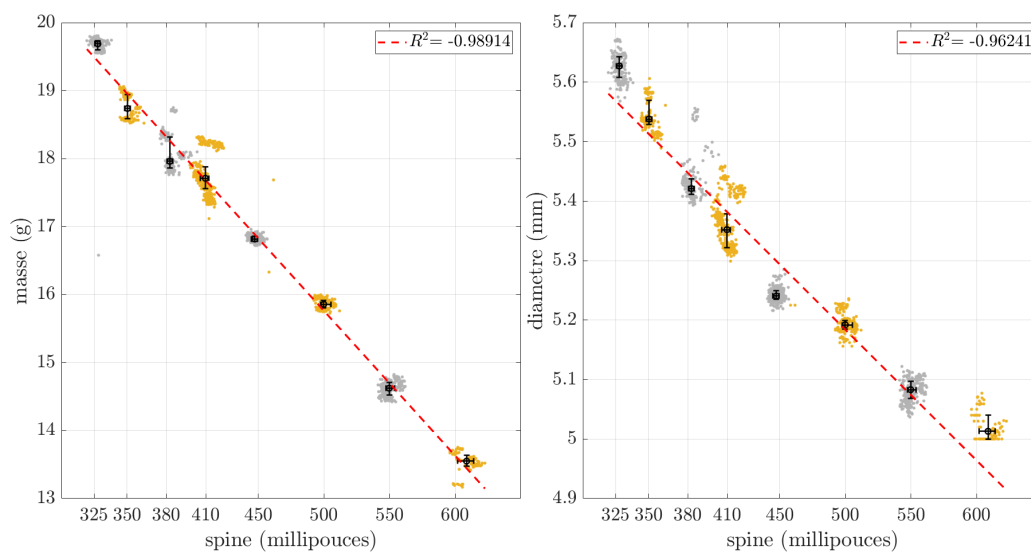 20
19
18
17
16
15
14
13
masse (g)
325 350 380 410 450 500 550 600
spine (millipouces)
R²= -0.98914
5.7
5.6
5.5
5.4
5.3
5.2
5.1
5
4.9
diametre (mm)
325 350 380 410 450 500 550 600
spine (millipouces)
R²= -0.96241